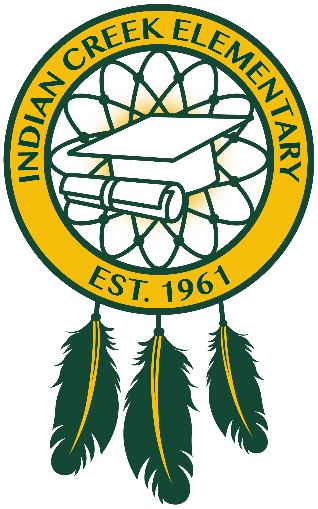 INDIAN CREEK ELEMENTARY
EST. 1961